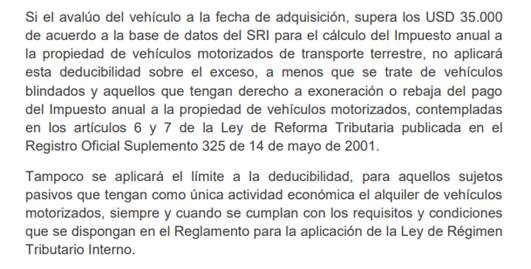 Si el avalúo del vehículo a la fecha de adquisición, supera los USD 35.000
de acuerdo a la base de datos del SRI para el cálculo del Impuesto anual a
la propiedad de vehículos motorizados de transporte terrestre, no aplicará
esta deducibilidad sobre el exceso, a menos que se trate de vehículos
blindados y aquellos que tengan derecho a exoneración o rebaja del pago
del Impuesto anual a la propiedad de vehículos motorizados, contempladas
en los artículos 6 y 7 de la Ley de Reforma Tributaria publicada en el
Registro Oficial Suplemento 325 de 14 de mayo de 2001.
Tampoco se aplicará el límite a la deducibilidad, para aquellos sujetos
pasivos que tengan como única actividad económica el alquiler de vehículos
motorizados, siempre y cuando se cumplan con los requisitos y condiciones
que se dispongan en el Reglamento para la aplicación de la Ley de Régimen
Tributario Interno.